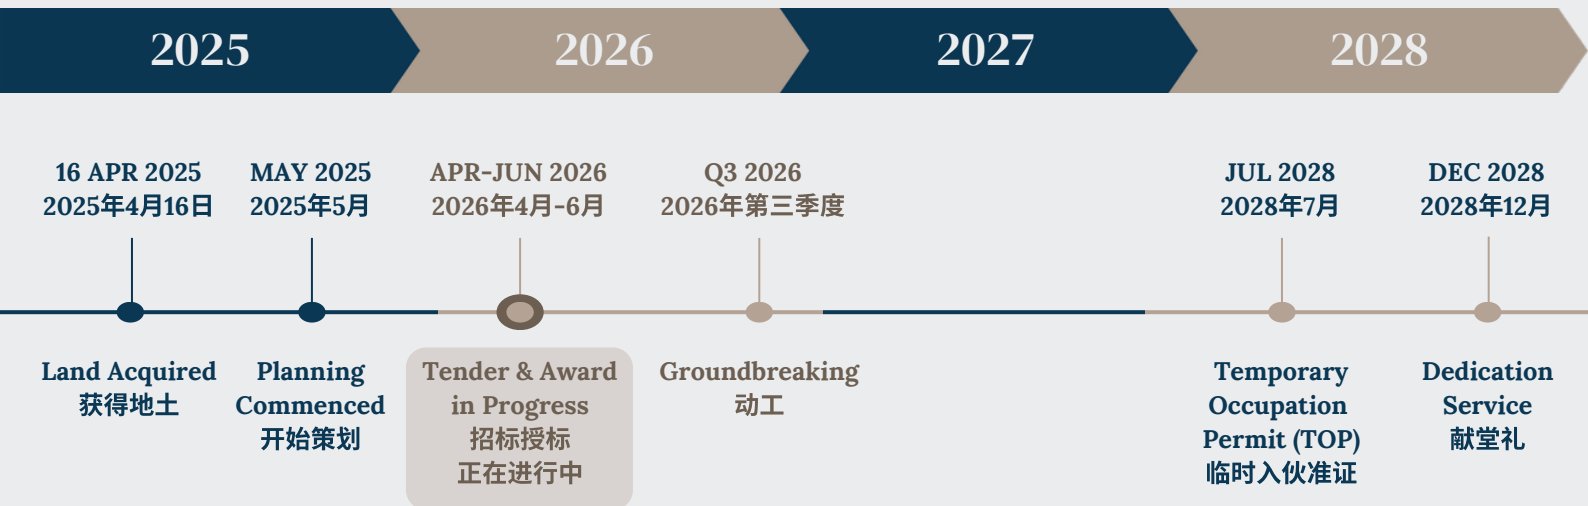 2025
2026
2027
2028
16 APR 2025
2025年4月16日
MAY 2025
2025年5月
APR-JUN 2026
2026年4月-6月
Q3 2026
2026年第三季度
JUL 2028
2028年7月
DEC 2028
2028年12月
Land Acquired
获得地土
Planning
Commenced
开始策划
Tender & Award
in Progress
招标授标
正在进行中
Groundbreaking
动工
Temporary
Occupation
Permit (TOP)
临时入伙准证
Dedication
Service
献堂礼